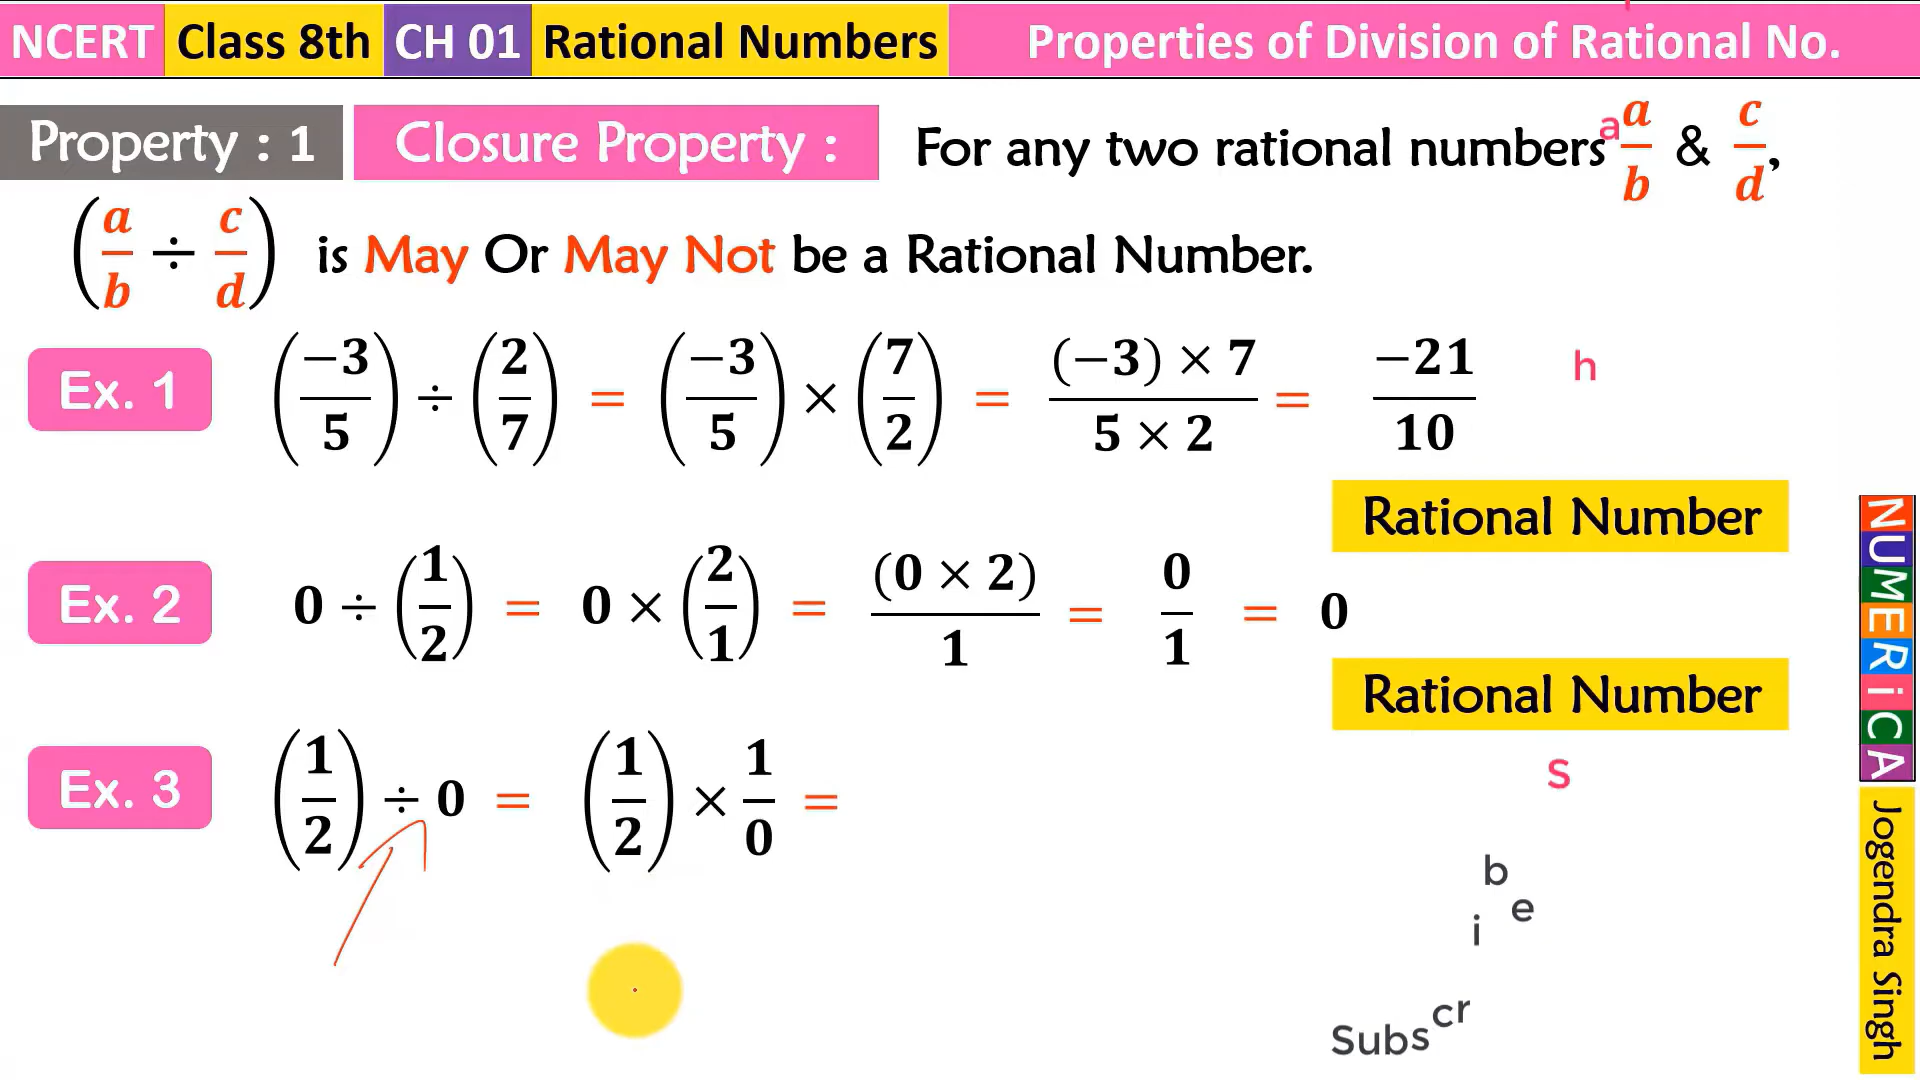 NCERT Class 8th CH 01 Rational Numbers Properties of Division of Rational No.
Property : 1 Closure Property : For any two rational numbers a a/b & c/d,
(a/b ÷ c/d) is May Or May Not be a Rational Number.
Ex. 1 (−3/5) ÷ (2/7) = (−3/5) × (7/2) = (−3) × 7 / 5 × 2 = −21/10
h
Rational Number
Ex. 2 0 ÷ (1/2) = 0 × (2/1) = (0 × 2)/1 = 0/1 = 0
Rational Number
Ex. 3 (1/2) ÷ 0 = (1/2) × 1/0 =
s
b
e
i
Subscr
NUMERiCA
Jogendra Singh